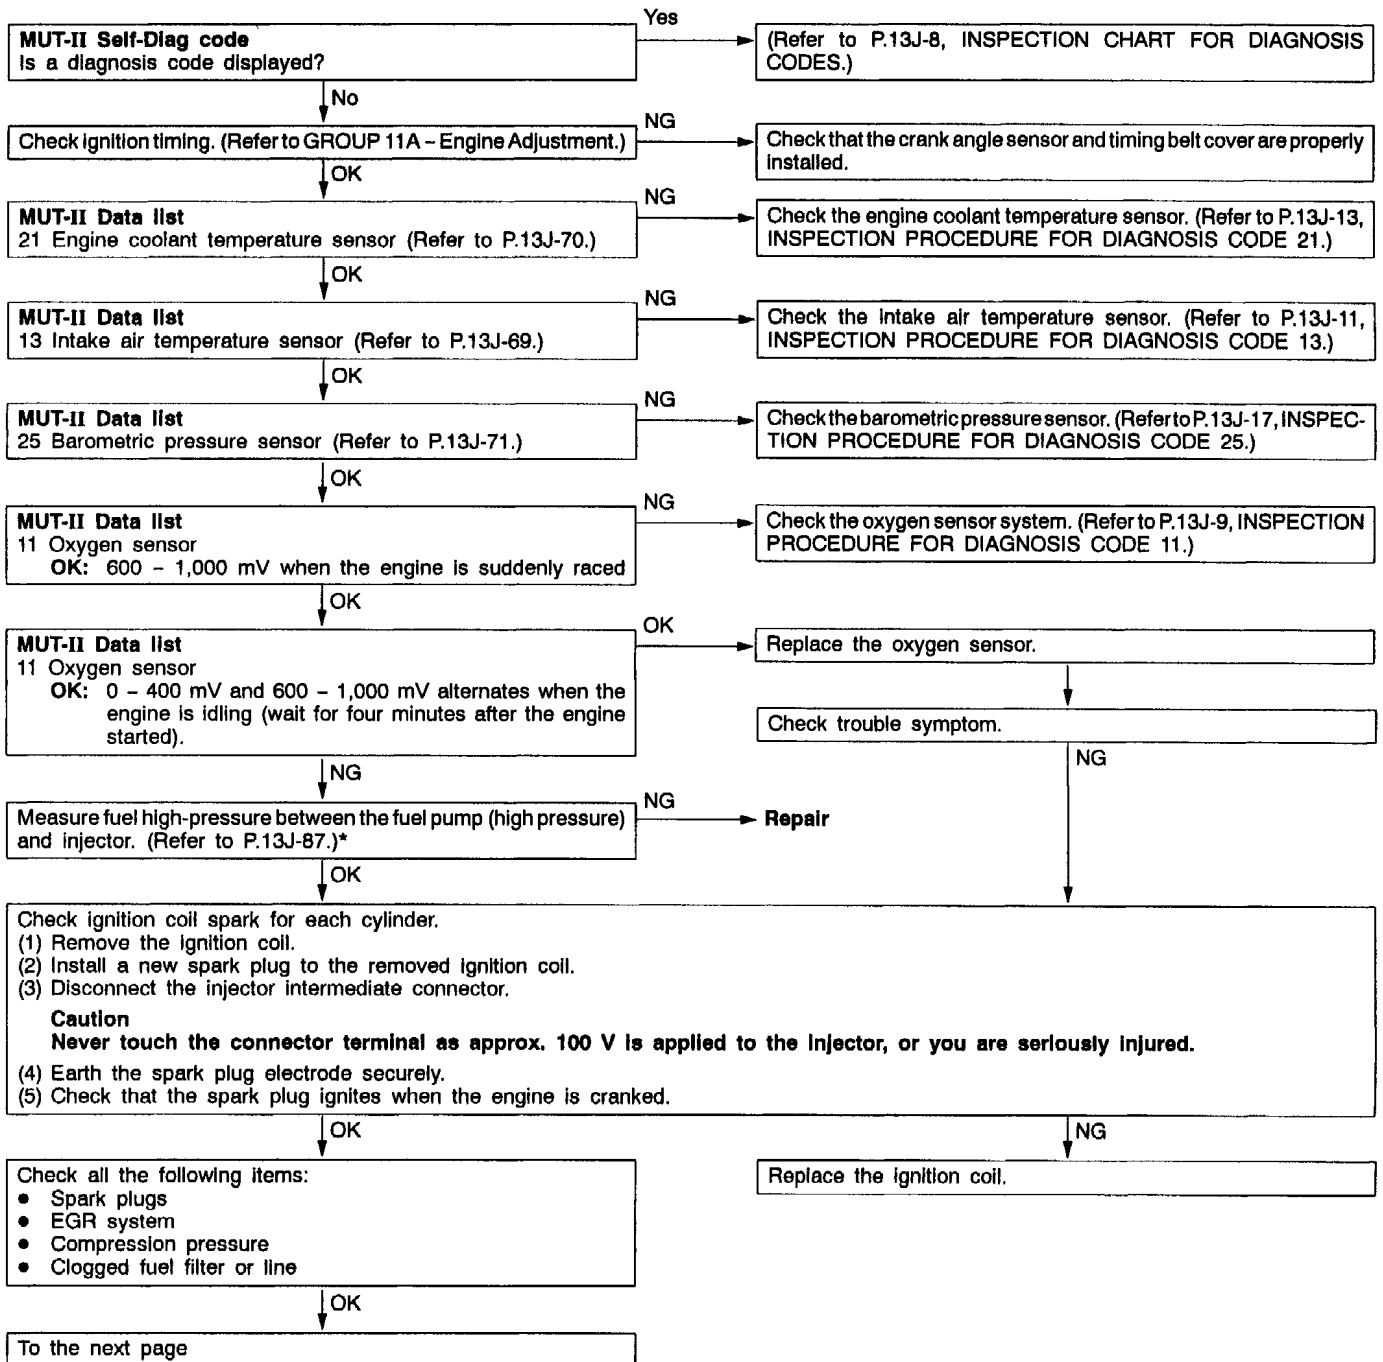 Yes
MUT-II Self-Diag code
Is a diagnosis code displayed?
(Refer to P.13J-8, INSPECTION CHART FOR DIAGNOSIS
CODES.)
No
Check ignition timing. (Refer to GROUP 11A – Engine Adjustment.)
NG
Check that the crank angle sensor and timing belt cover are properly
installed.
OK
MUT-II Data list
21 Engine coolant temperature sensor (Refer to P.13J-70.)
NG
Check the engine coolant temperature sensor. (Refer to P.13J-13,
INSPECTION PROCEDURE FOR DIAGNOSIS CODE 21.)
OK
MUT-II Data list
13 Intake air temperature sensor (Refer to P.13J-69.)
NG
Check the intake air temperature sensor. (Refer to P.13J-11,
INSPECTION PROCEDURE FOR DIAGNOSIS CODE 13.)
OK
MUT-II Data list
25 Barometric pressure sensor (Refer to P.13J-71.)
NG
Check the barometric pressure sensor. (Refer to P.13J-17, INSPEC-
TION PROCEDURE FOR DIAGNOSIS CODE 25.)
OK
MUT-II Data list
11 Oxygen sensor
OK: 600 – 1,000 mV when the engine is suddenly raced
NG
Check the oxygen sensor system. (Refer to P.13J-9, INSPECTION
PROCEDURE FOR DIAGNOSIS CODE 11.)
OK
MUT-II Data list
11 Oxygen sensor
OK: 0 – 400 mV and 600 – 1,000 mV alternates when the
engine is idling (wait for four minutes after the engine
started).
OK
Replace the oxygen sensor.
Check trouble symptom.
NG
NG
Measure fuel high-pressure between the fuel pump (high pressure)
and injector. (Refer to P.13J-87.)*
NG
Repair
OK
Check ignition coil spark for each cylinder.
(1) Remove the ignition coil.
(2) Install a new spark plug to the removed ignition coil.
(3) Disconnect the injector intermediate connector.
Caution
Never touch the connector terminal as approx. 100 V is applied to the injector, or you are seriously injured.
(4) Earth the spark plug electrode securely.
(5) Check that the spark plug ignites when the engine is cranked.
OK
NG
Check all the following items:
● Spark plugs
● EGR system
● Compression pressure
● Clogged fuel filter or line
Replace the ignition coil.
OK
To the next page